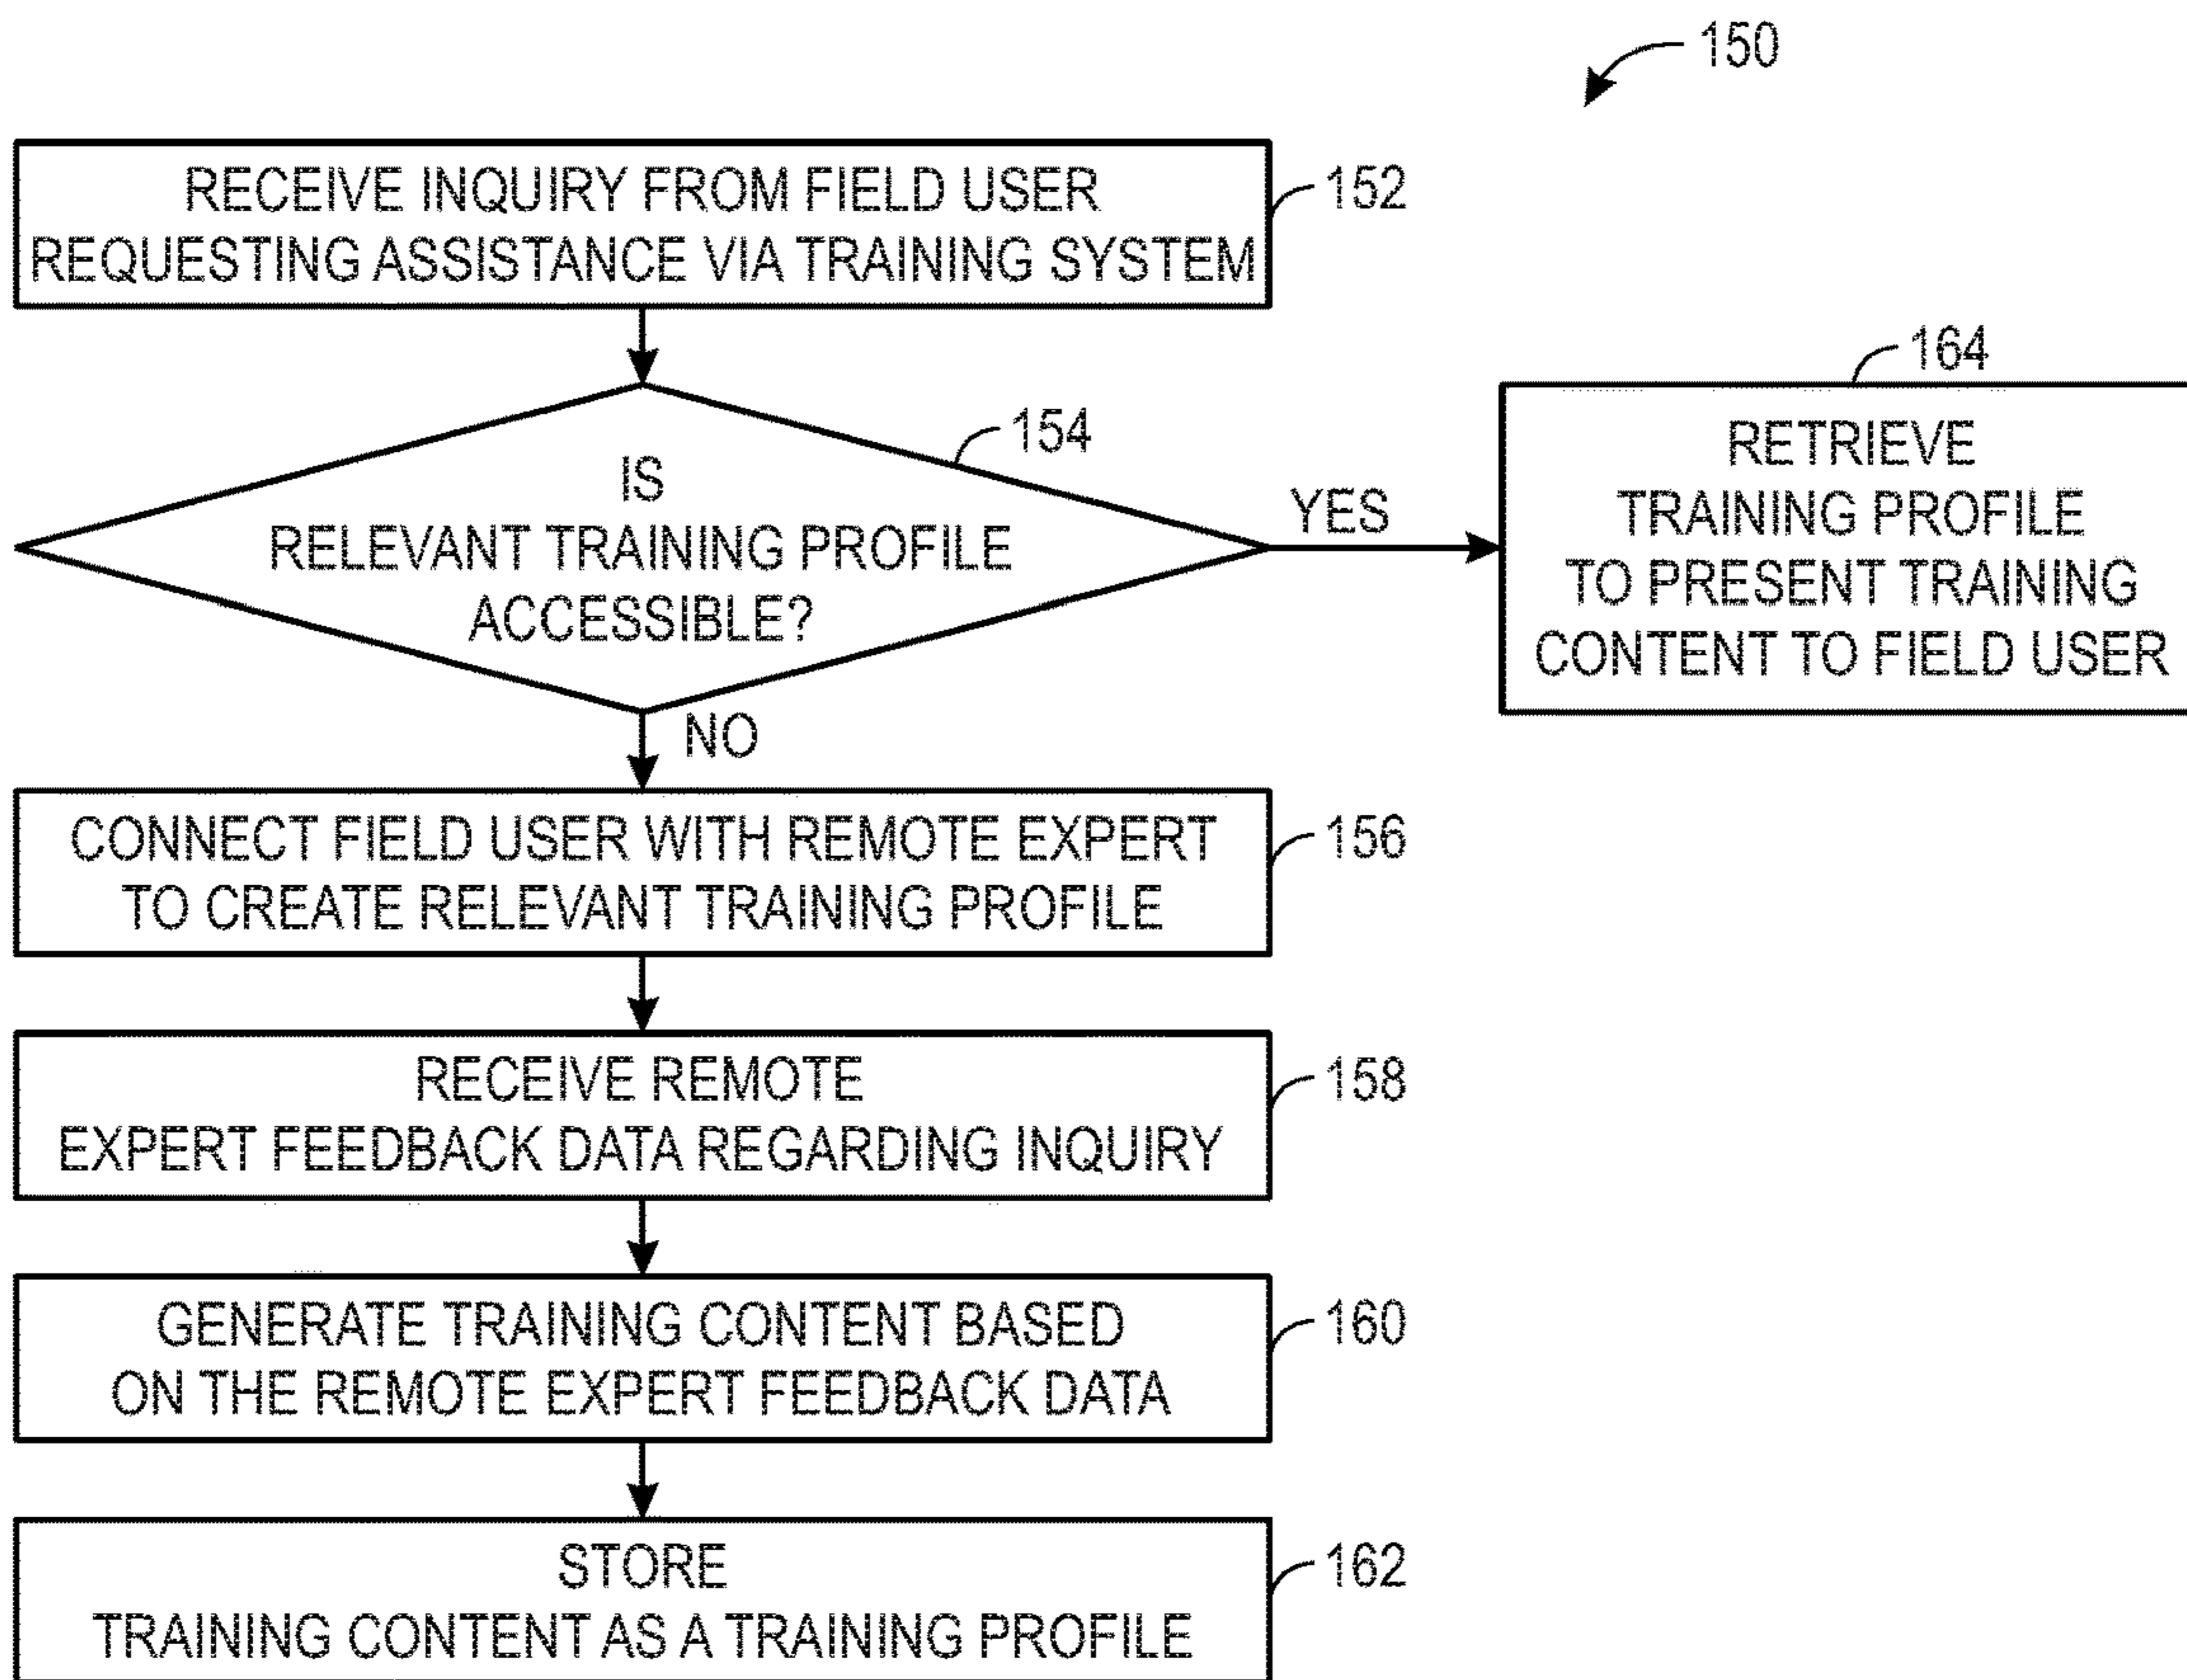 150
RECEIVE INQUIRY FROM FIELD USER
REQUESTING ASSISTANCE VIA TRAINING SYSTEM
152
154
IS
RELEVANT TRAINING PROFILE
ACCESSIBLE?
YES
164
RETRIEVE
TRAINING PROFILE
TO PRESENT TRAINING
CONTENT TO FIELD USER
NO
CONNECT FIELD USER WITH REMOTE EXPERT
TO CREATE RELEVANT TRAINING PROFILE
156
RECEIVE REMOTE
EXPERT FEEDBACK DATA REGARDING INQUIRY
158
GENERATE TRAINING CONTENT BASED
ON THE REMOTE EXPERT FEEDBACK DATA
160
STORE
TRAINING CONTENT AS A TRAINING PROFILE
162